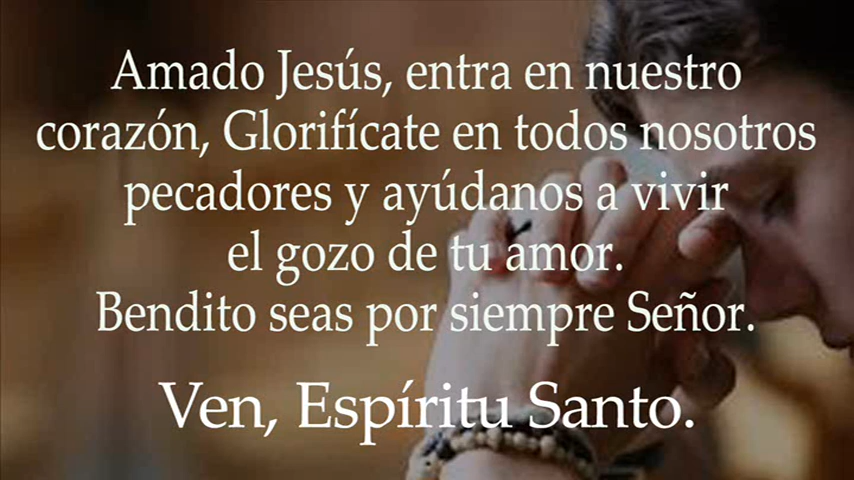 Amado Jesús, entra en nuestro
corazón, Glorifícate en todos nosotros
pecadores y ayúdanos a vivir
el gozo de tu amor.
Bendito seas por siempre Señor.
Ven, Espíritu Santo.